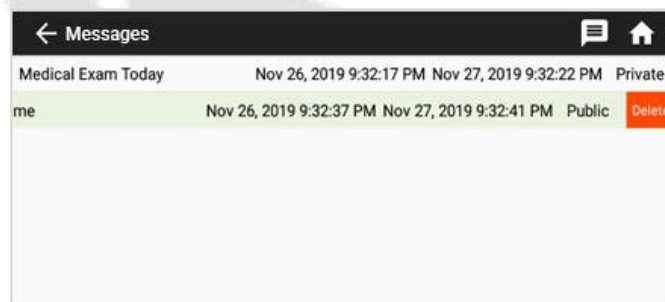 Messages
Medical Exam Today Nov 26, 2019 9:32:17 PM Nov 27, 2019 9:32:22 PM Private
me Nov 26, 2019 9:32:37 PM Nov 27, 2019 9:32:41 PM Public Delete